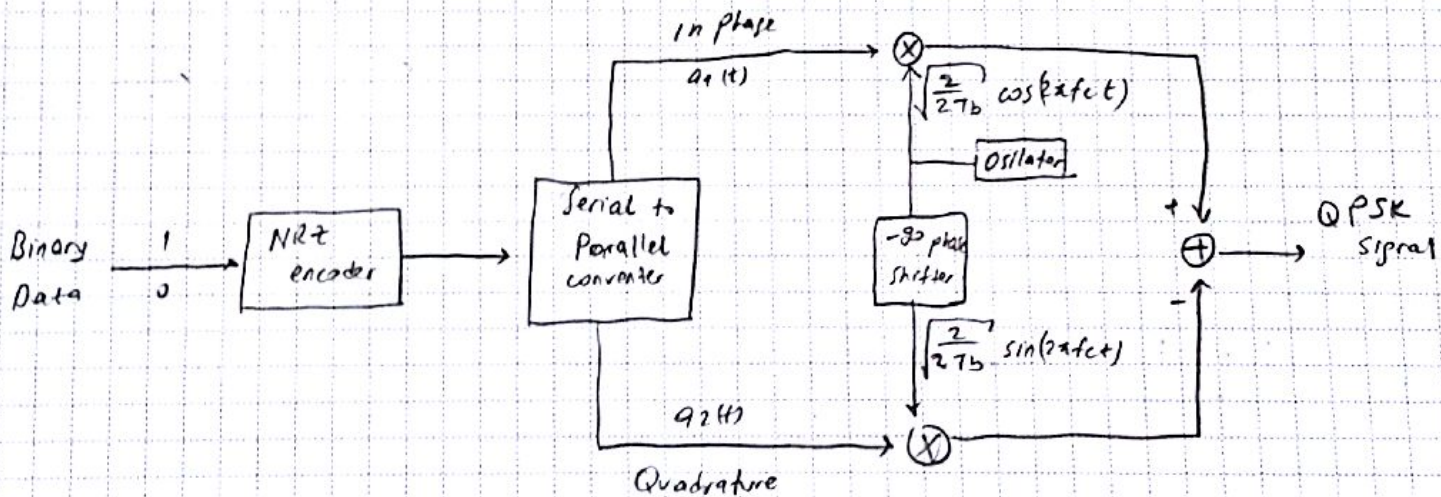 in phase
a1(t)
√2/2Tb cos(2πfct)
Osilator
Binary 1
Data 0
NRZ
encoder
Serial to
Parallel
converter
-90 phase
shifter
+
-
QPSK
signal
√2/2Tb sin(2πfct)
a2(t)
Quadrature